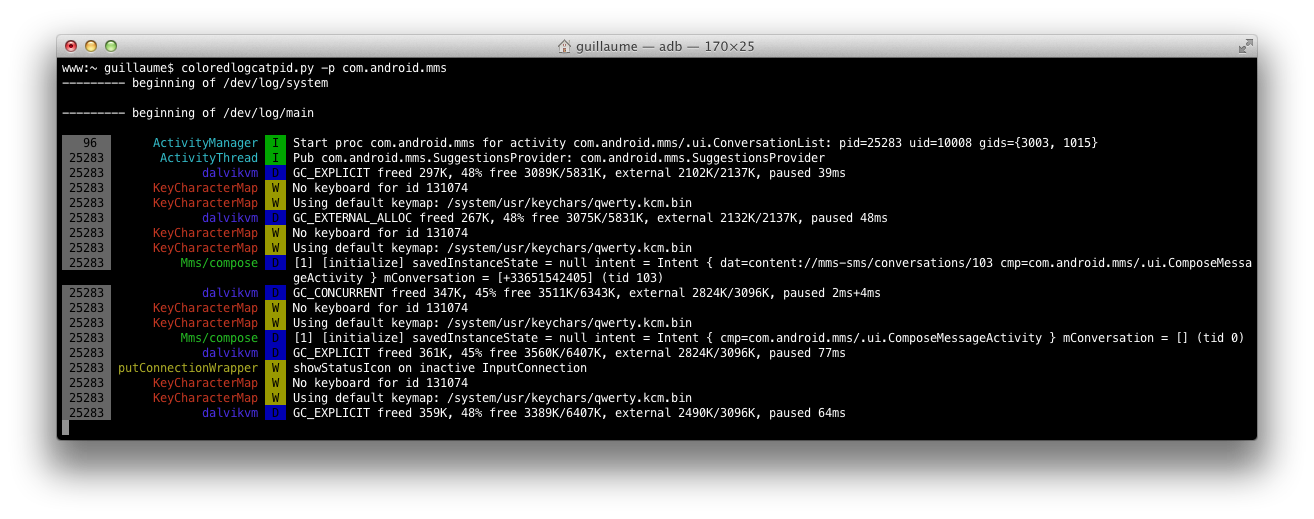 guillaume — adb — 170×25
www:~ guillaume$ coloredlogcatpid.py -p com.android.mms
--------- beginning of /dev/log/system
--------- beginning of /dev/log/main
96 ActivityManager I Start proc com.android.mms for activity com.android.mms/.ui.ConversationList: pid=25283 uid=10008 gids={3003, 1015}
25283 ActivityThread I Pub com.android.mms.SuggestionsProvider: com.android.mms.SuggestionsProvider
25283 dalvikvm D GC_EXPLICIT freed 297K, 48% free 3089K/5831K, external 2102K/2137K, paused 39ms
25283 KeyCharacterMap W No keyboard for id 131074
25283 KeyCharacterMap W Using default keymap: /system/usr/keychars/qwerty.kcm.bin
25283 dalvikvm D GC_EXTERNAL_ALLOC freed 267K, 48% free 3075K/5831K, external 2132K/2137K, paused 48ms
25283 KeyCharacterMap W No keyboard for id 131074
25283 KeyCharacterMap W Using default keymap: /system/usr/keychars/qwerty.kcm.bin
25283 Mms/compose D [1] [initialize] savedInstanceState = null intent = Intent { dat=content://mms-sms/conversations/103 cmp=com.android.mms/.ui.ComposeMessa
geActivity } mConversation = [+33651542405] (tid 103)
25283 dalvikvm D GC_CONCURRENT freed 347K, 45% free 3511K/6343K, external 2824K/3096K, paused 2ms+4ms
25283 KeyCharacterMap W No keyboard for id 131074
25283 KeyCharacterMap W Using default keymap: /system/usr/keychars/qwerty.kcm.bin
25283 Mms/compose D [1] [initialize] savedInstanceState = null intent = Intent { cmp=com.android.mms/.ui.ComposeMessageActivity } mConversation = [] (tid 0)
25283 dalvikvm D GC_EXPLICIT freed 361K, 45% free 3560K/6407K, external 2824K/3096K, paused 77ms
25283 putConnectionWrapper W showStatusIcon on inactive InputConnection
25283 KeyCharacterMap W No keyboard for id 131074
25283 KeyCharacterMap W Using default keymap: /system/usr/keychars/qwerty.kcm.bin
25283 dalvikvm D GC_EXPLICIT freed 359K, 48% free 3389K/6407K, external 2490K/3096K, paused 64ms